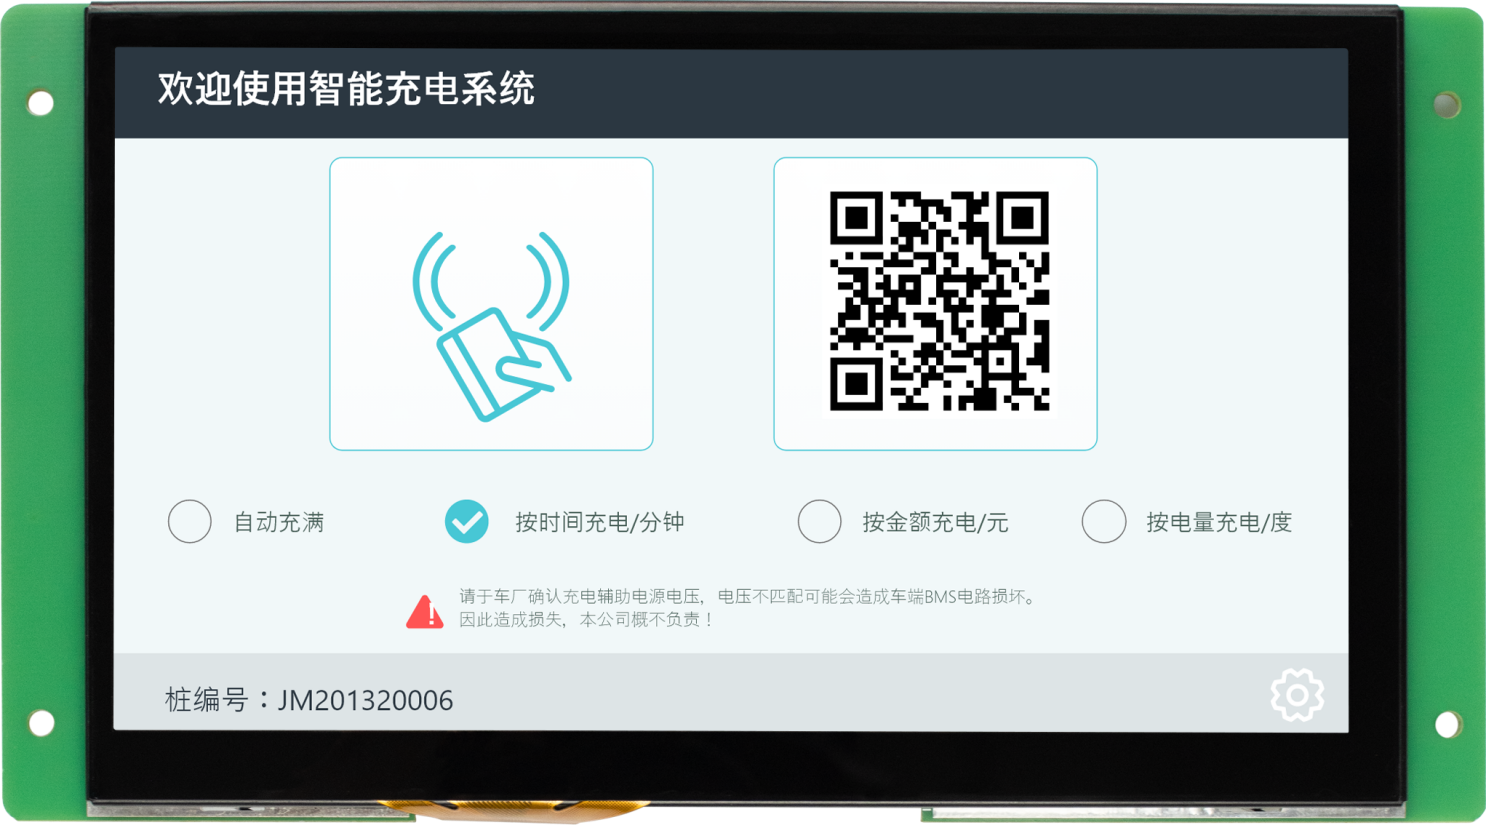 欢迎使用智能充电系统
自动充满
按时间充电/分钟
按金额充电/元
按电量充电/度
请于车厂确认充电辅助电源电压，电压不匹配可能会造成车端BMS电路损坏。
因此造成损失，本公司概不负责！
桩编号：JM201320006